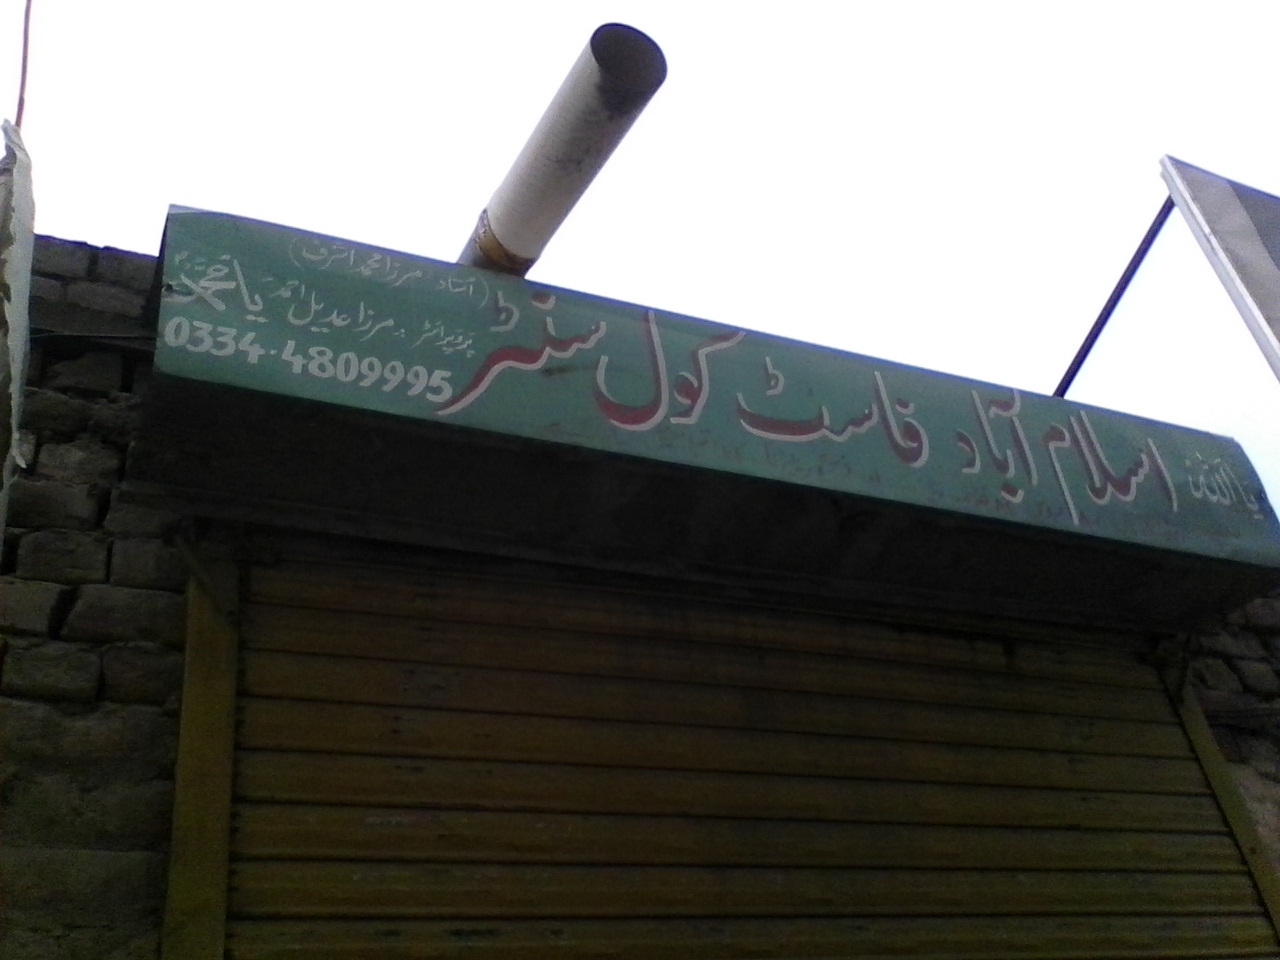 یا اللہ
اسلام آباد فاسٹ کول سنٹر
(استاد مرزا محمد اشرف)
پروپرائٹر: مرزا عدیل احمد
یا محمد
0334-4809995